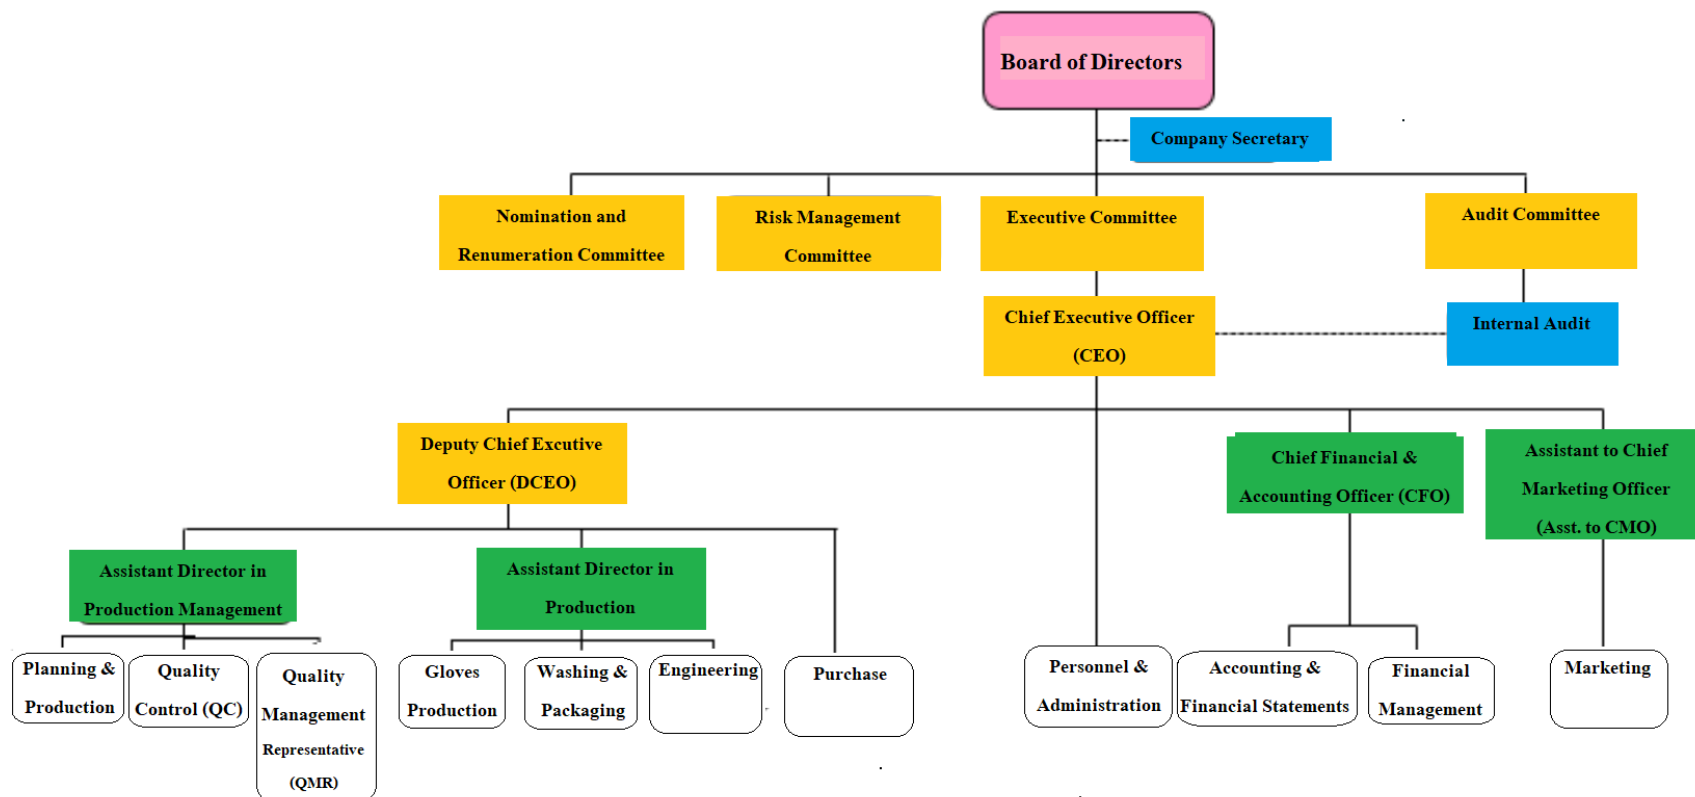 Board of Directors
Company Secretary
Nomination and
Renumeration Committee
Risk Management
Committee
Executive Committee
Audit Committee
Chief Executive Officer
(CEO)
Internal Audit
Deputy Chief Excutive
Officer (DCEO)
Chief Financial &
Accounting Officer (CFO)
Assistant to Chief
Marketing Officer
(Asst. to CMO)
Assistant Director in
Production Management
Assistant Director in
Production
Planning &
Production
Quality
Control (QC)
Quality
Management
Representative
(QMR)
Gloves
Production
Washing &
Packaging
Engineering
Purchase
Personnel &
Administration
Accounting &
Financial Statements
Financial
Management
Marketing